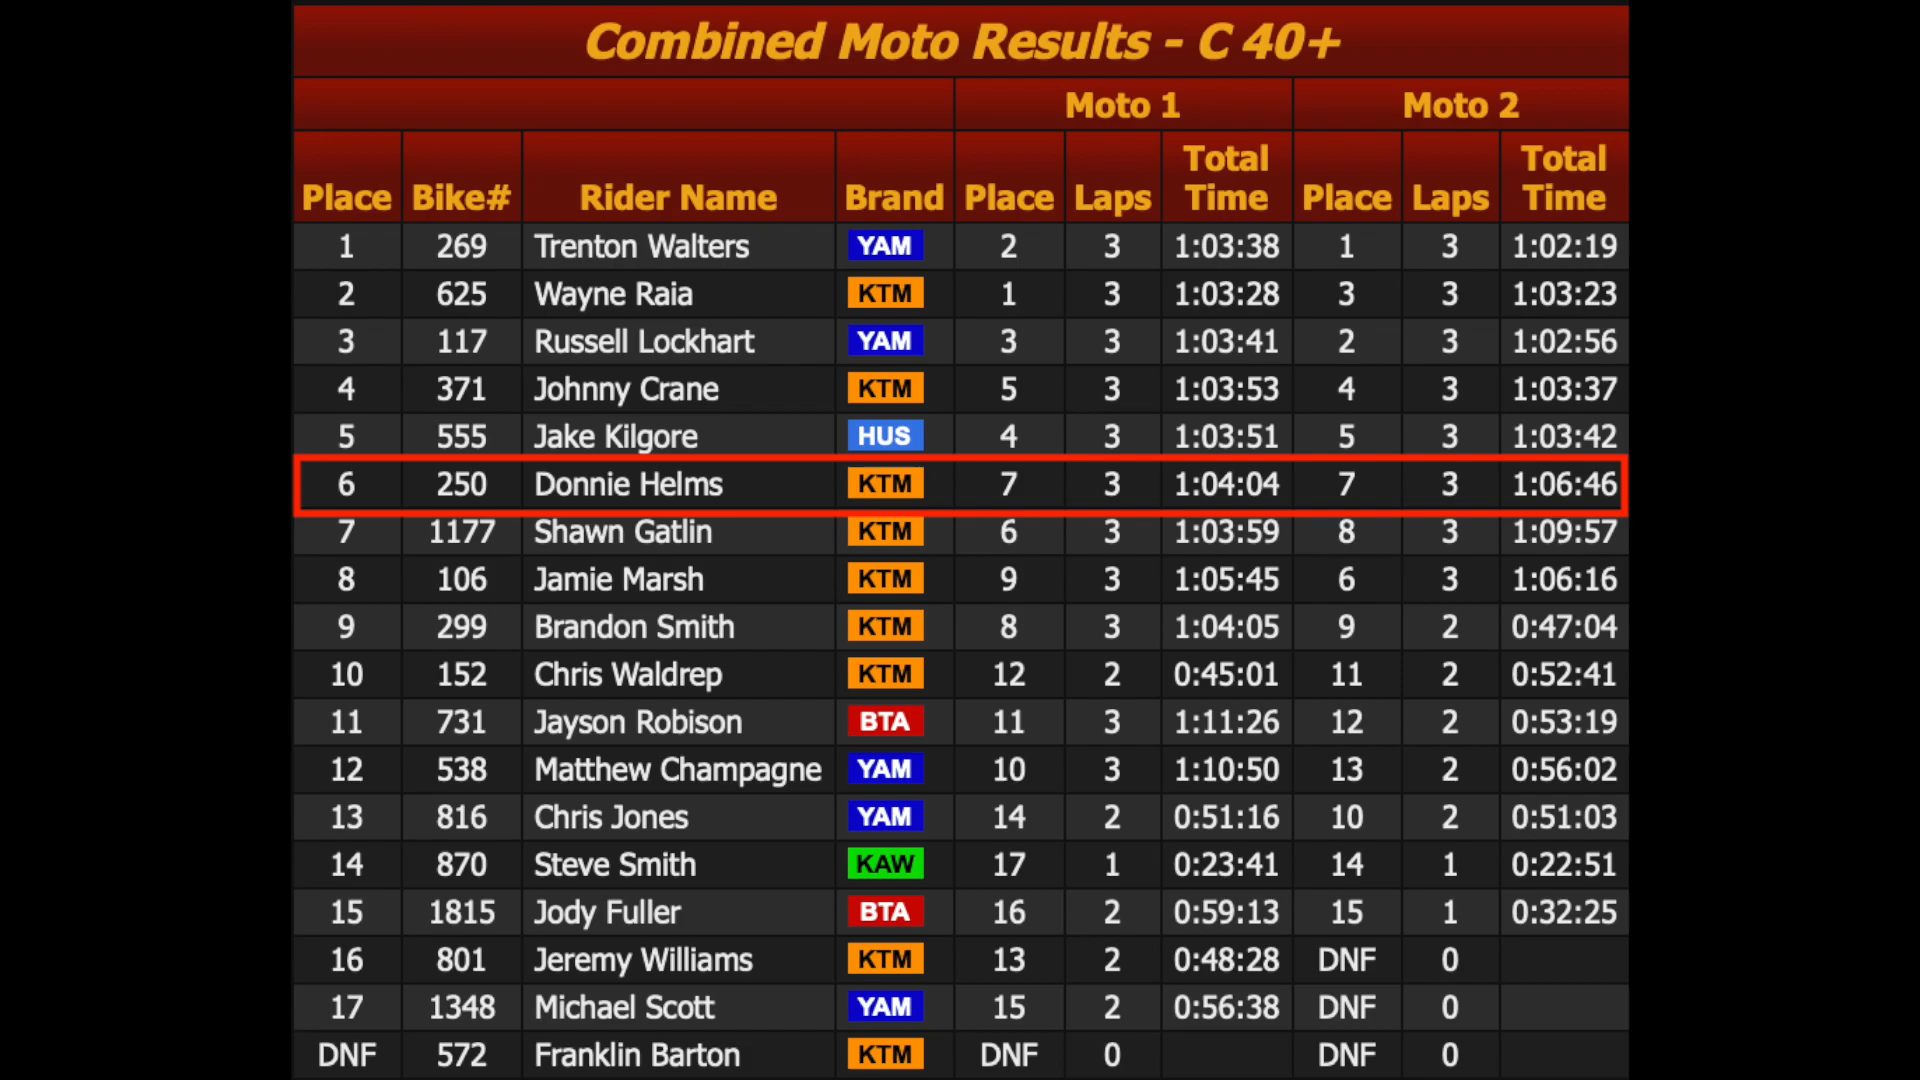 Combined Moto Results - C 40+
Moto 1 Moto 2
Place Bike# Rider Name Brand Place Laps Total Time Place Laps Total Time
1 269 Trenton Walters YAM 2 3 1:03:38 1 3 1:02:19
2 625 Wayne Raia KTM 1 3 1:03:28 3 3 1:03:23
3 117 Russell Lockhart YAM 3 3 1:03:41 2 3 1:02:56
4 371 Johnny Crane KTM 5 3 1:03:53 4 3 1:03:37
5 555 Jake Kilgore HUS 4 3 1:03:51 5 3 1:03:42
6 250 Donnie Helms KTM 7 3 1:04:04 7 3 1:06:46
7 1177 Shawn Gatlin KTM 6 3 1:03:59 8 3 1:09:57
8 106 Jamie Marsh KTM 9 3 1:05:45 6 3 1:06:16
9 299 Brandon Smith KTM 8 3 1:04:05 9 2 0:47:04
10 152 Chris Waldrep KTM 12 2 0:45:01 11 2 0:52:41
11 731 Jayson Robison BTA 11 3 1:11:26 12 2 0:53:19
12 538 Matthew Champagne YAM 10 3 1:10:50 13 2 0:56:02
13 816 Chris Jones YAM 14 2 0:51:16 10 2 0:51:03
14 870 Steve Smith KAW 17 1 0:23:41 14 1 0:22:51
15 1815 Jody Fuller BTA 16 2 0:59:13 15 1 0:32:25
16 801 Jeremy Williams KTM 13 2 0:48:28 DNF 0
17 1348 Michael Scott YAM 15 2 0:56:38 DNF 0
DNF 572 Franklin Barton KTM DNF 0 DNF 0